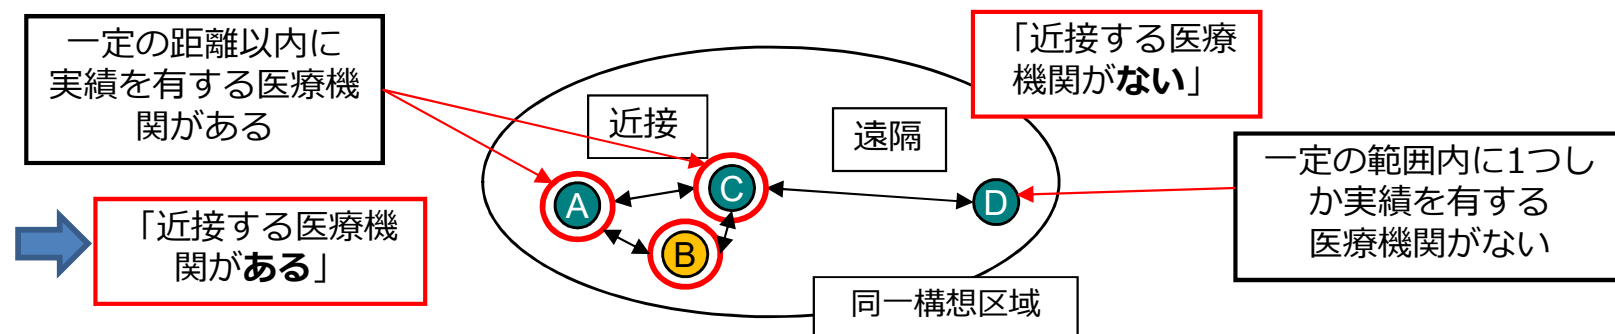 一定の距離以内に
実績を有する医療機
関がある
「近接する医療機
関がある」
近接
遠隔
A
B
C
D
同一構想区域
「近接する医療
機関がない」
一定の範囲内に1つし
か実績を有する
医療機関がない